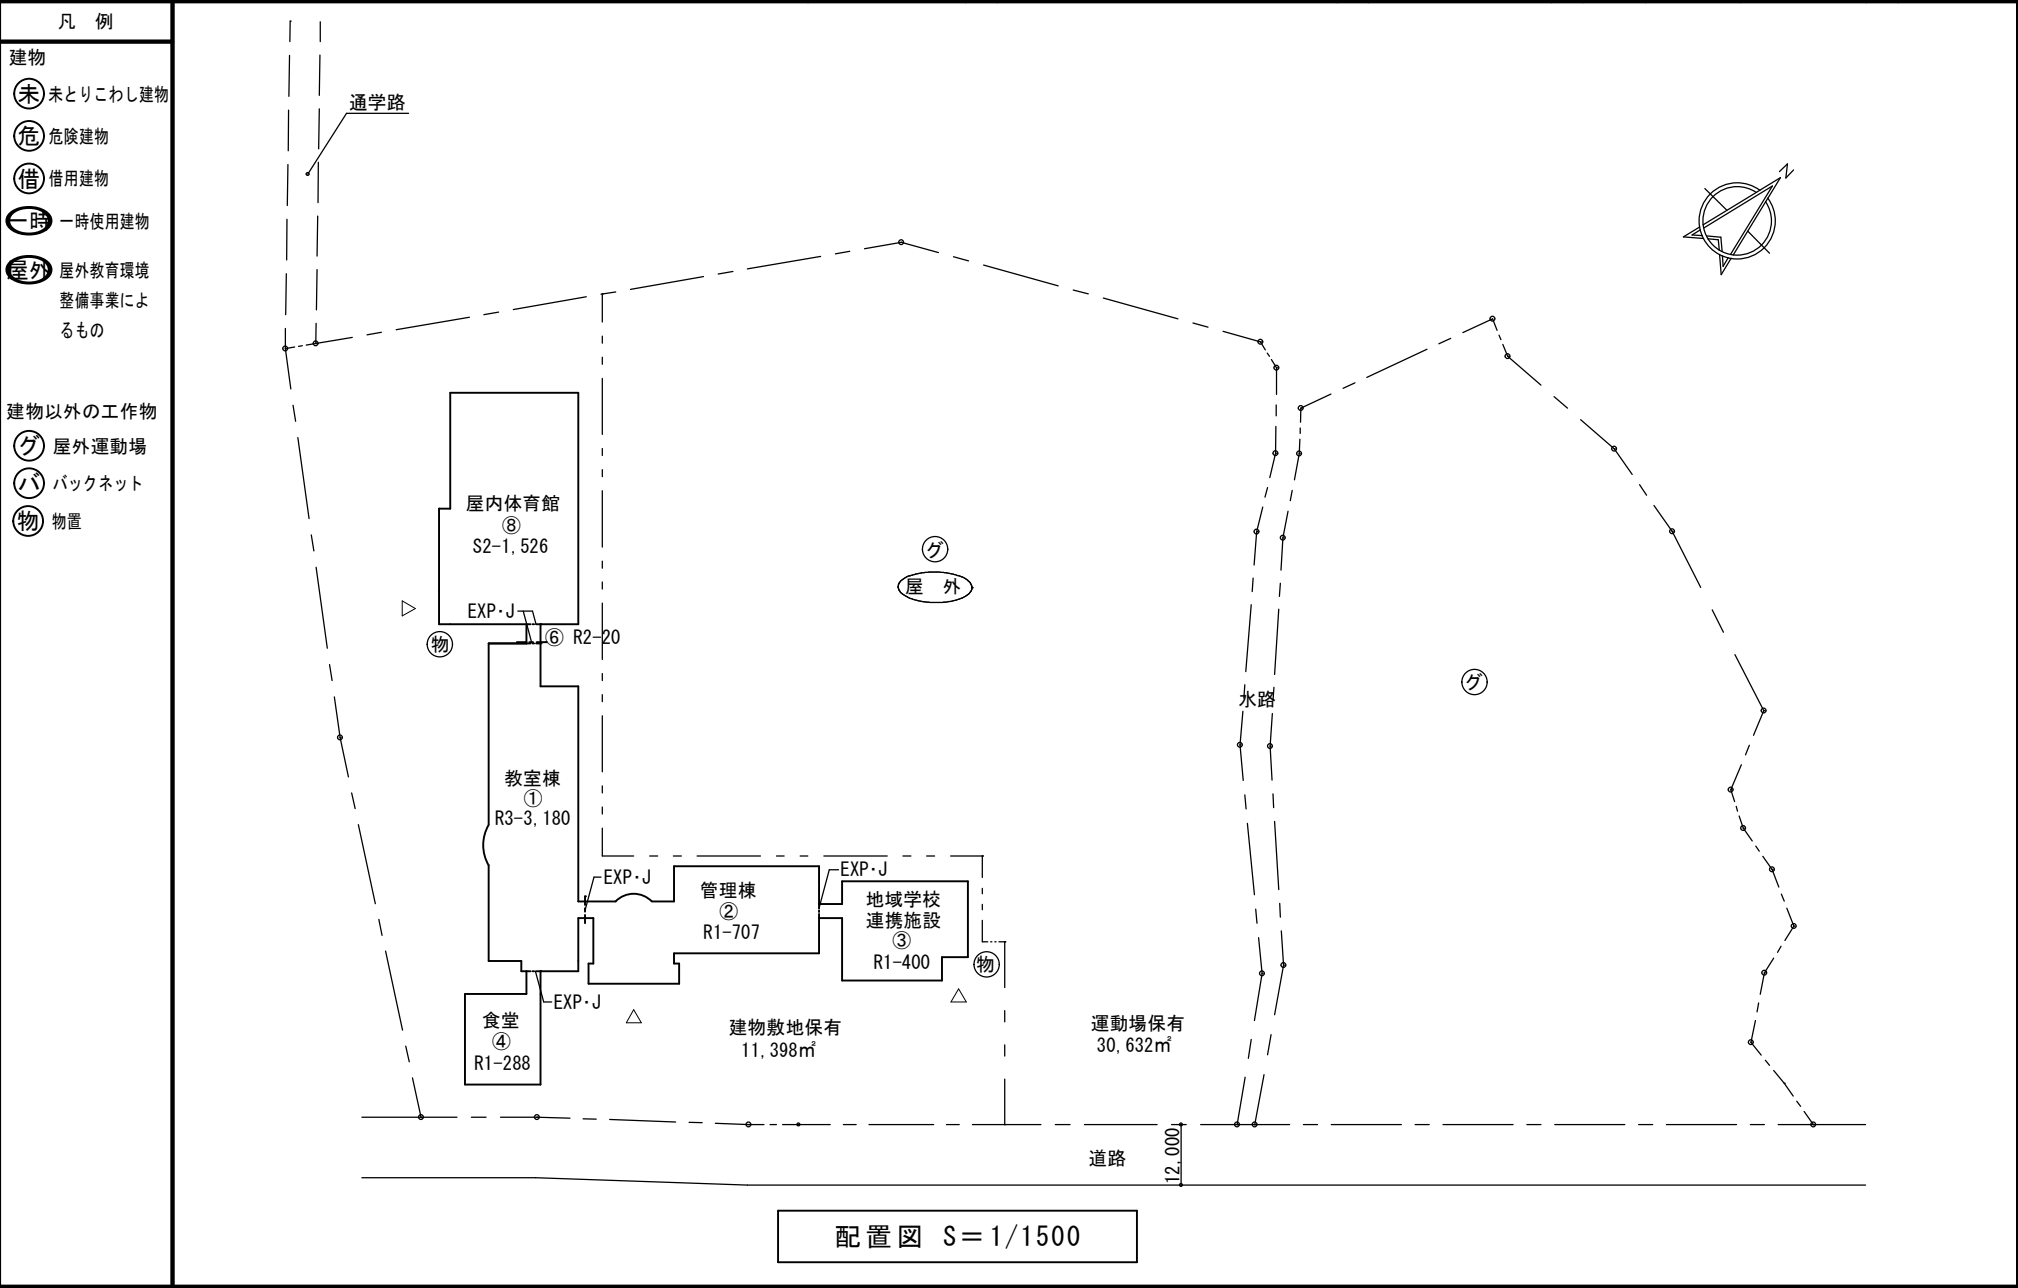 凡 例
建物
未 未とりこわし建物
危 危険建物
借 借用建物
一時 一時使用建物
屋外 屋外教育環境
整備事業によ
るもの
建物以外の工作物
グ 屋外運動場
バ バックネット
物 物置
通学路
N
屋内体育館
⑧
S2-1,526
EXP・J
⑥ R2-20
物
グ
屋 外
水路
グ
教室棟
①
R3-3,180
EXP・J
管理棟
②
R1-707
EXP・J
地域学校
連携施設
③
R1-400
物
EXP・J
食堂
④
R1-288
建物敷地保有
11,398㎡
運動場保有
30,632㎡
道路
12,000
配置図 S=1/1500